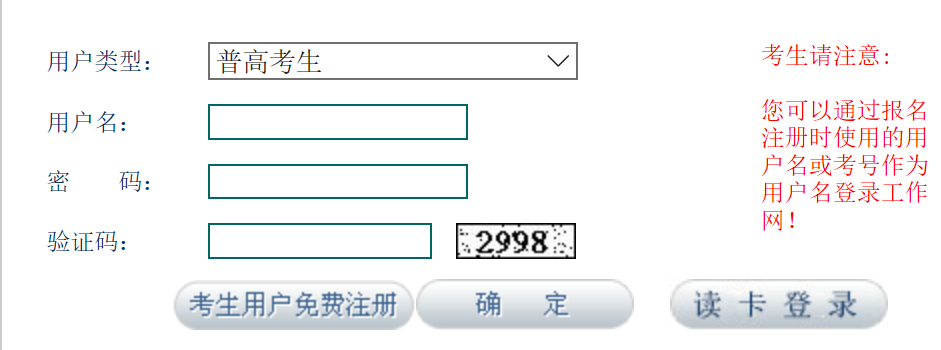 用户类型： 普高考生
用户名：
密　　码：
验证码： 2998
考生用户免费注册 确　定 读 卡 登 录
考生请注意：
您可以通过报名
注册时使用的用
户名或考号作为
用户名登录工作
网！